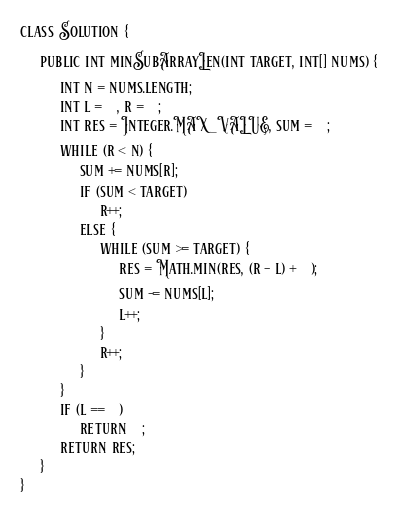 class Solution {
public int minSubArrayLen(int target, int[] nums) {
int n = nums.length;
int l = , r = ;
int res = Integer.MAX_VALUE, sum = ;
while (r < n) {
sum += nums[r];
if (sum < target)
r++;
else {
while (sum >= target) {
res = Math.min(res, (r - l) + );
sum -= nums[l];
l++;
}
r++;
}
}
if (l == )
return ;
return res;
}
}